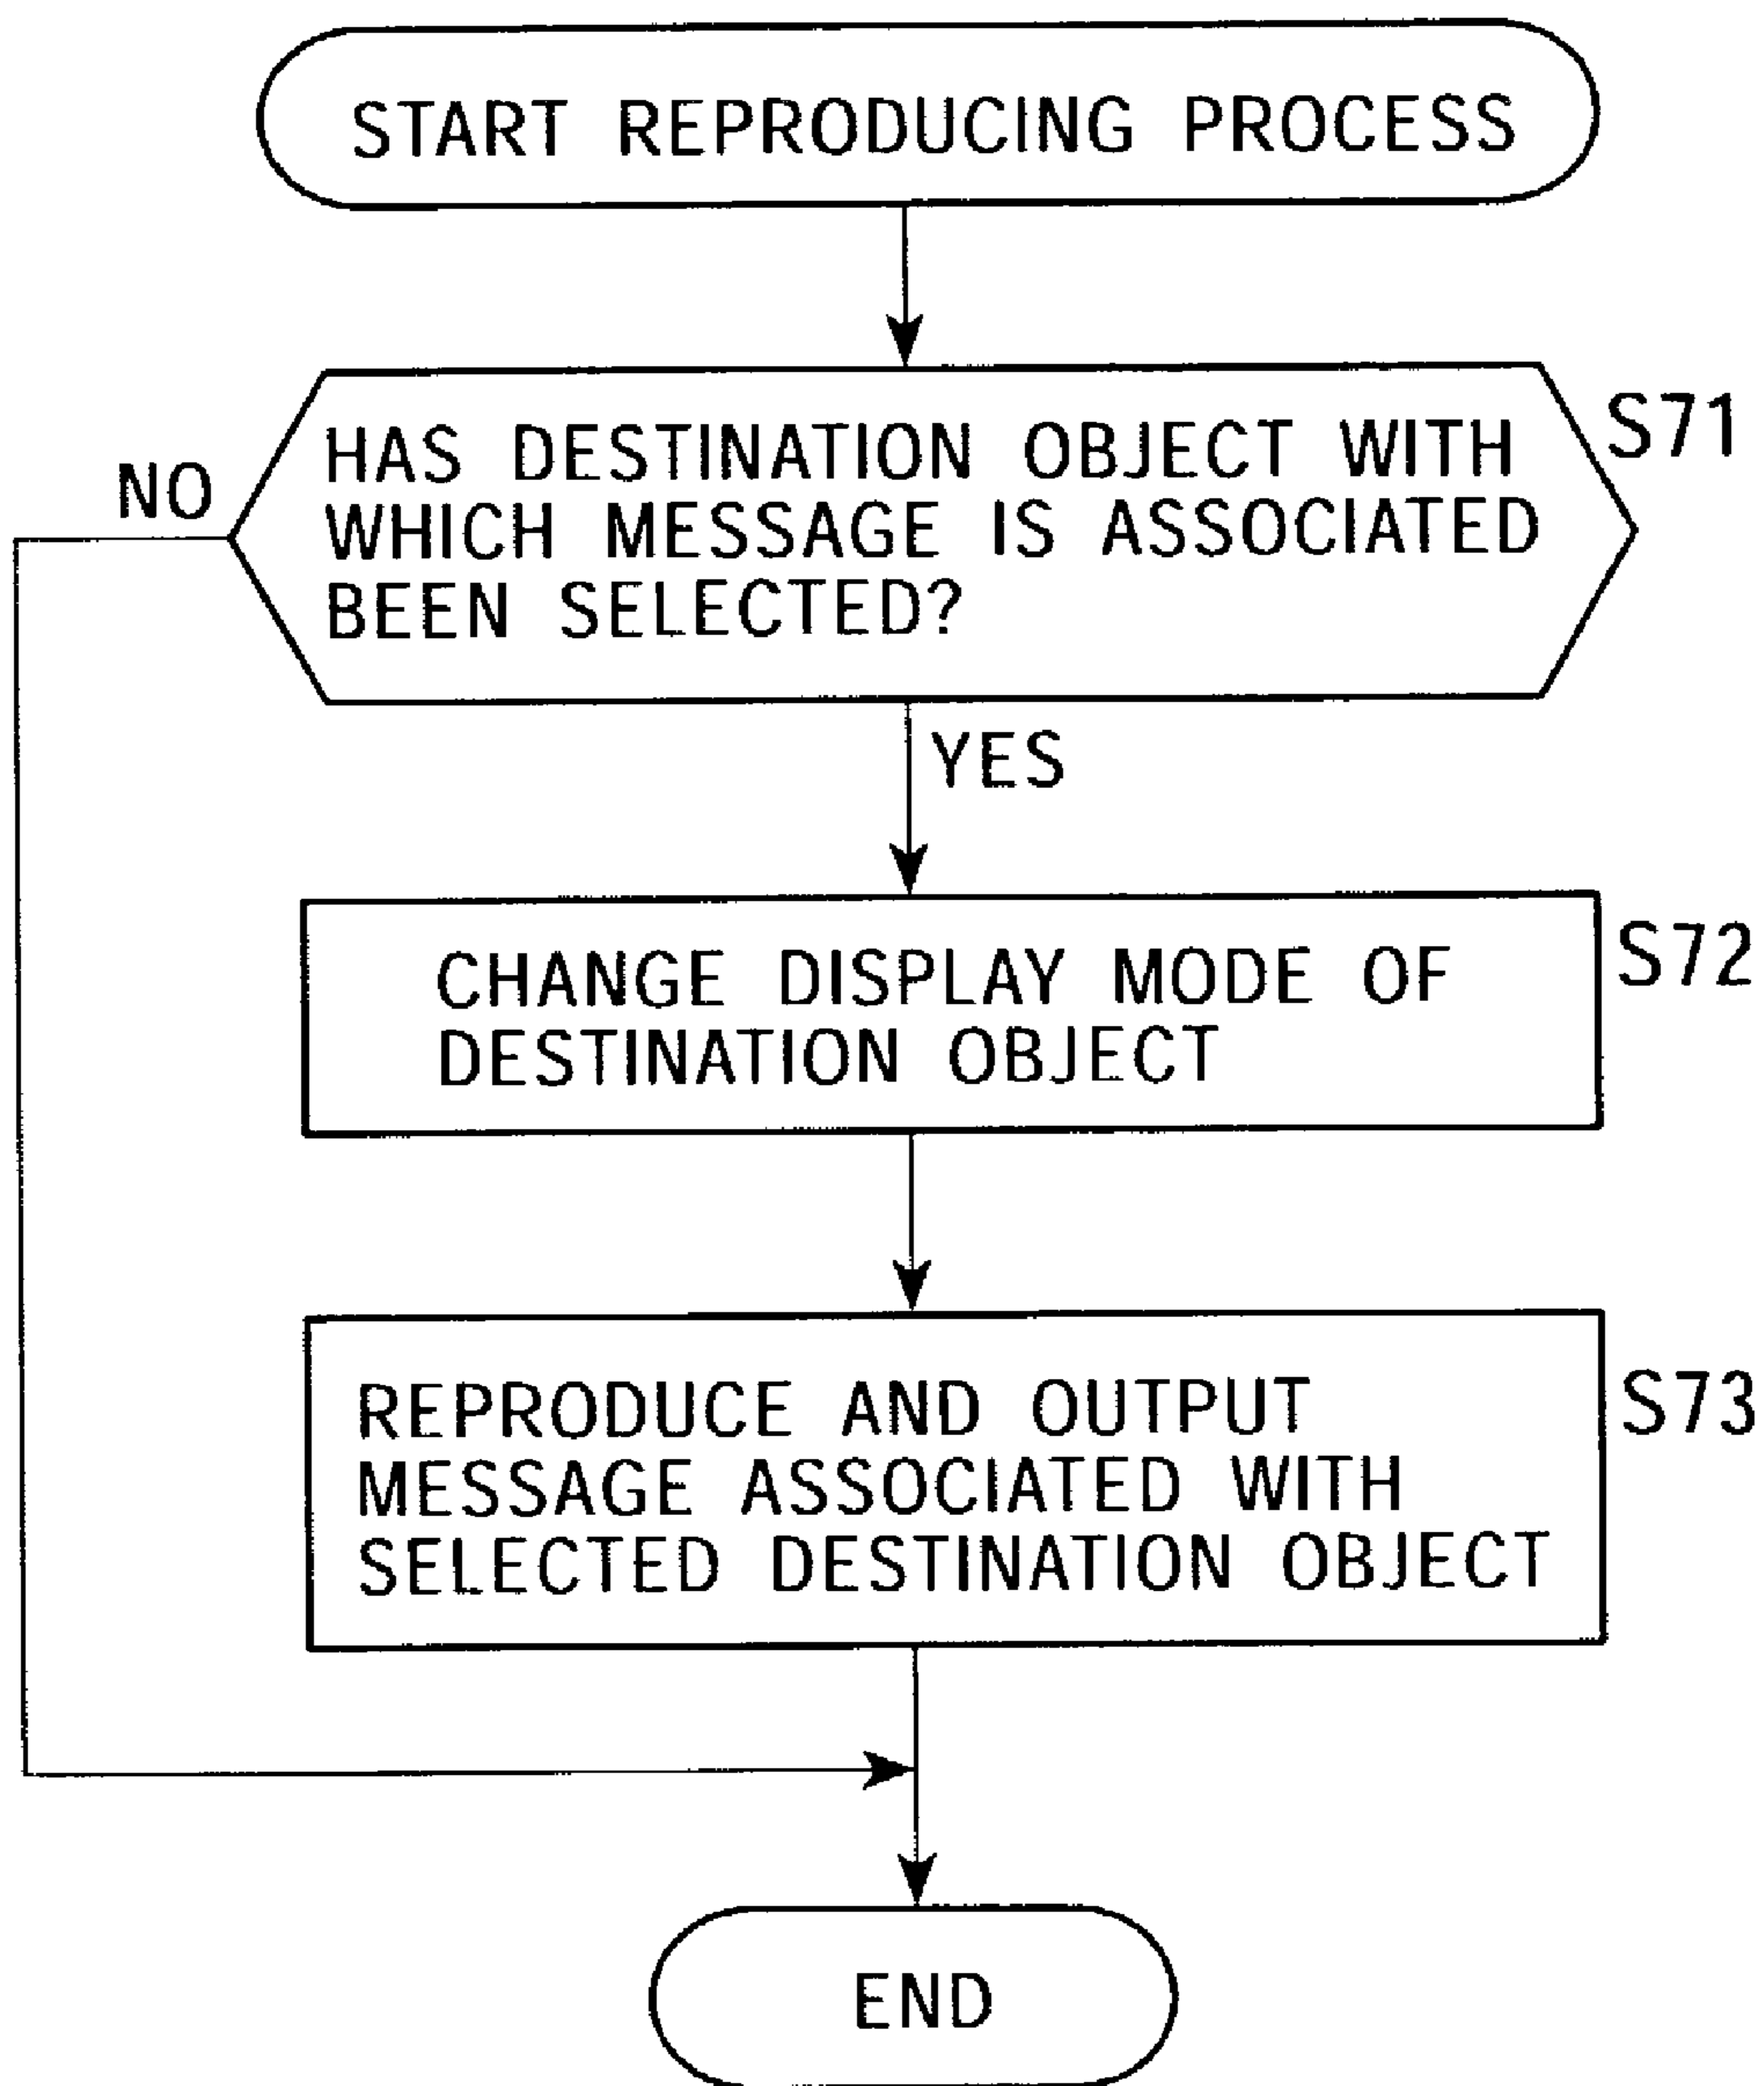 START REPRODUCING PROCESS
HAS DESTINATION OBJECT WITH
WHICH MESSAGE IS ASSOCIATED
BEEN SELECTED?
S71
NO
YES
CHANGE DISPLAY MODE OF
DESTINATION OBJECT
S72
REPRODUCE AND OUTPUT
MESSAGE ASSOCIATED WITH
SELECTED DESTINATION OBJECT
S73
END